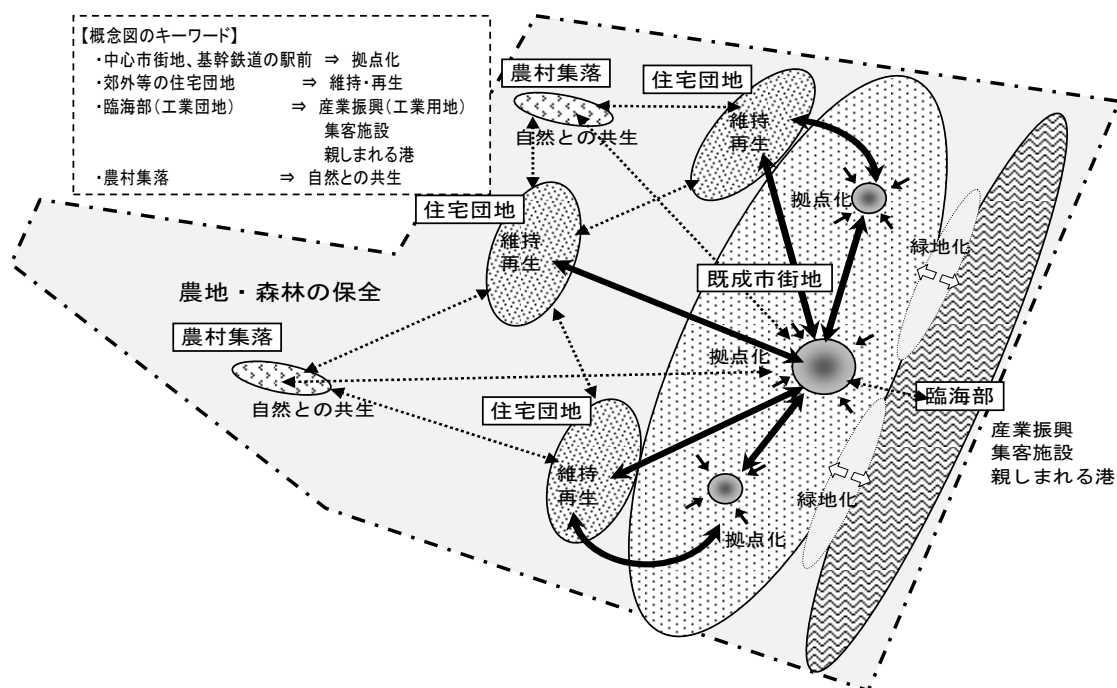 【概念図のキーワード】
・中心市街地、基幹鉄道の駅前 ⇒ 拠点化
・郊外等の住宅団地 ⇒ 維持・再生
・臨海部(工業団地) ⇒ 産業振興(工業用地)
集客施設
親しまれる港
・農村集落 ⇒ 自然との共生
農村集落
自然との共生
住宅団地
維持
再生
拠点化
緑地化
住宅団地
維持
再生
既成市街地
農地・森林の保全
農村集落
自然との共生
拠点化
臨海部
産業振興
集客施設
親しまれる港
住宅団地
維持
再生
緑地化
拠点化